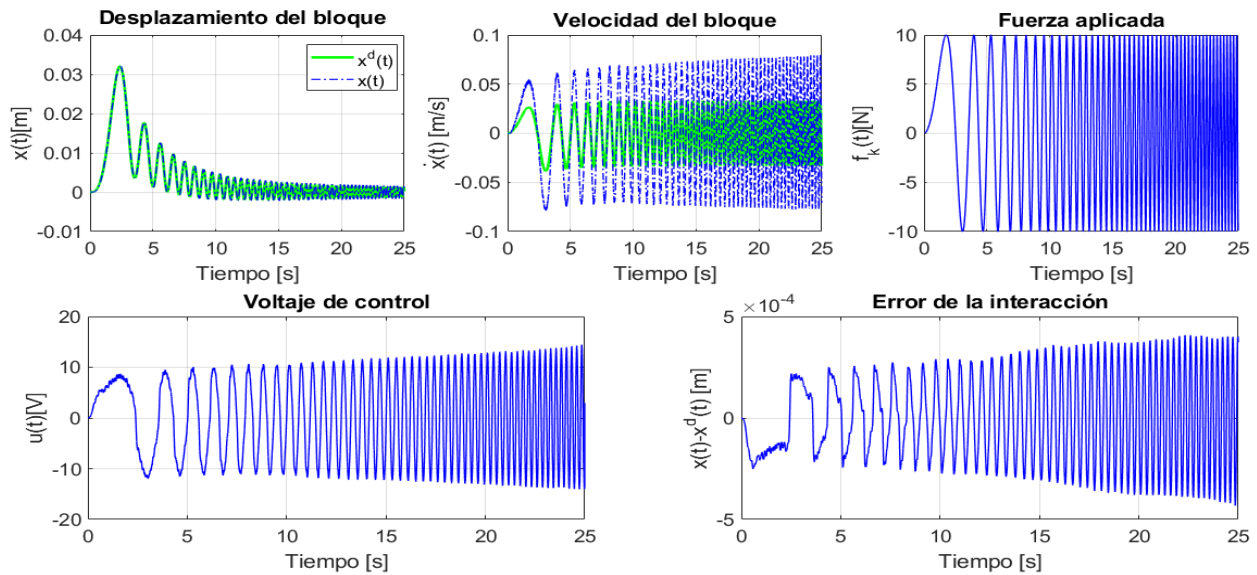 Desplazamiento del bloque
0.04
0.03
0.02
0.01
0
-0.01
x(t)[m]
x^d(t)
x(t)
0 5 10 15 20 25
Tiempo [s]
Velocidad del bloque
0.1
0.05
0
-0.05
-0.1
ẋ(t) [m/s]
0 5 10 15 20 25
Tiempo [s]
Fuerza aplicada
10
5
0
-5
-10
f_k(t)[N]
0 5 10 15 20 25
Tiempo [s]
Voltaje de control
20
10
0
-10
-20
u(t)[V]
0 5 10 15 20 25
Tiempo [s]
Error de la interacción
×10^-4
5
0
-5
x(t)-x^d(t) [m]
0 5 10 15 20 25
Tiempo [s]